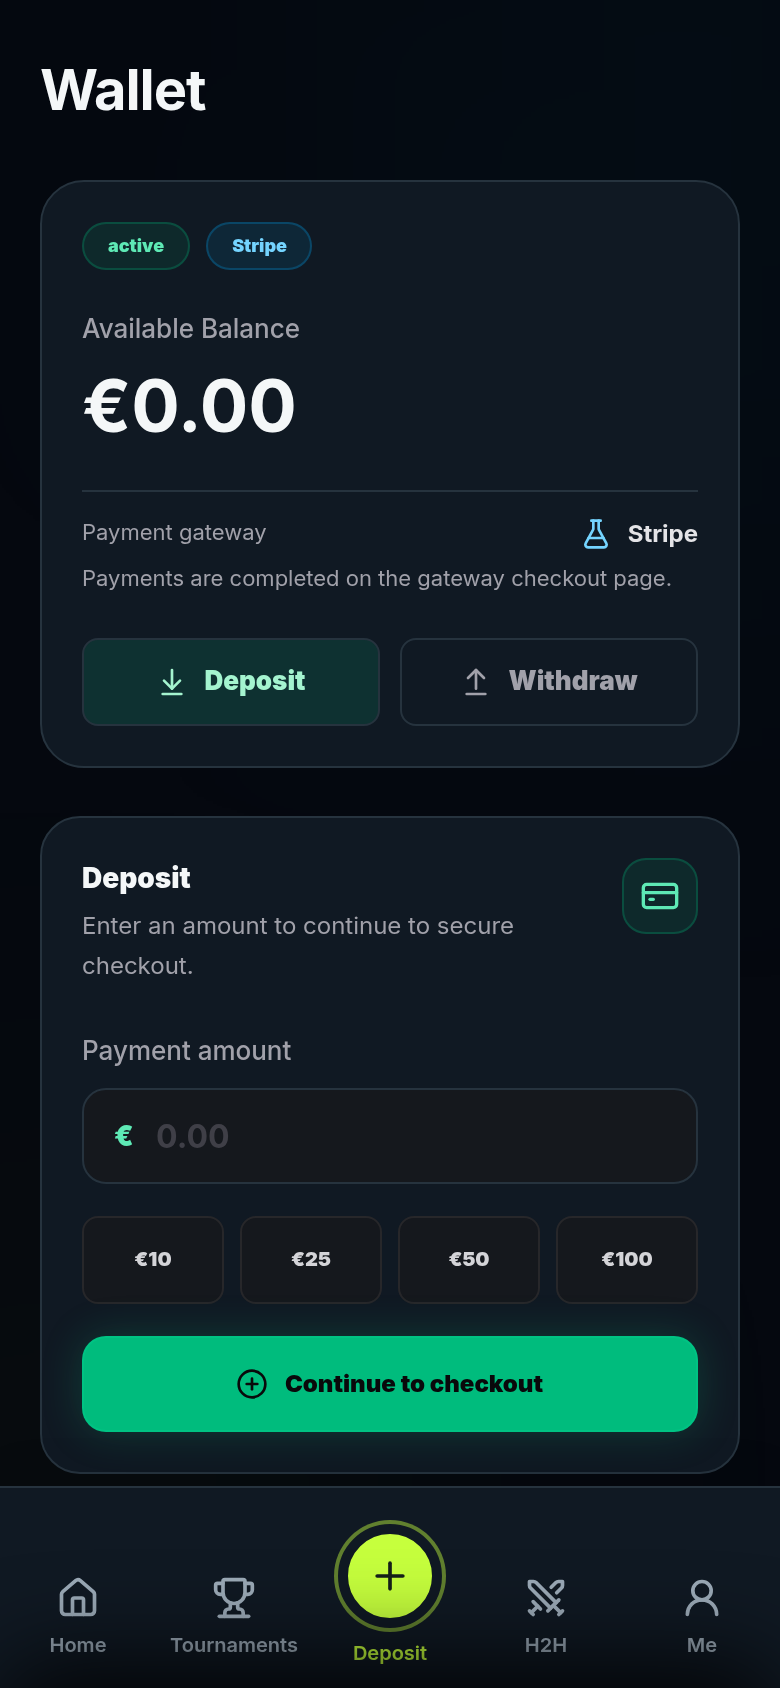 Wallet
active
Stripe
Available Balance
€0.00
Payment gateway
Stripe
Payments are completed on the gateway checkout page.
Deposit
Withdraw
Deposit
Enter an amount to continue to secure
checkout.
Payment amount
€ 0.00
€10
€25
€50
€100
Continue to checkout
Home
Tournaments
Deposit
H2H
Me